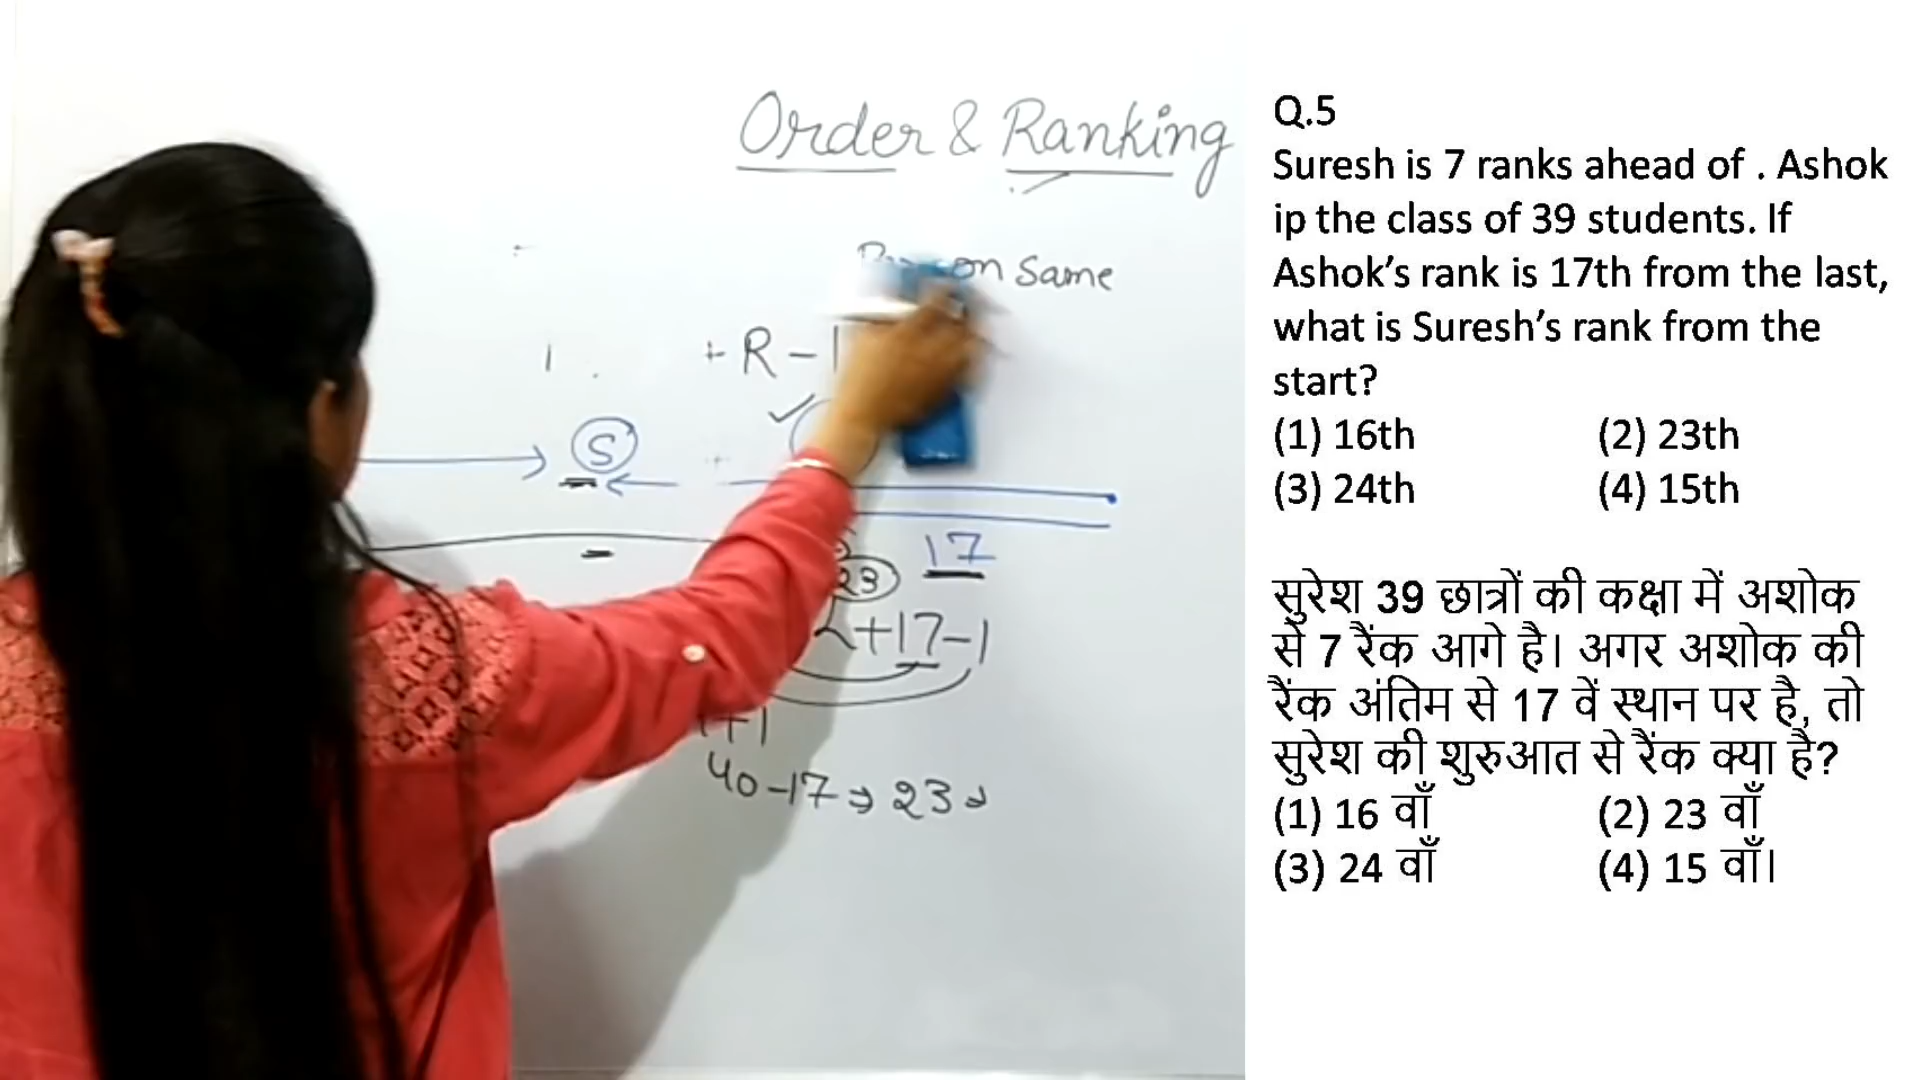 Order & Ranking
on Same
+ R - 1
S
17
23
+17-1
+1
40-17 → 23
Q.5
Suresh is 7 ranks ahead of . Ashok
ip the class of 39 students. If
Ashok’s rank is 17th from the last,
what is Suresh’s rank from the
start?
(1) 16th (2) 23th
(3) 24th (4) 15th
सुरेश 39 छात्रों की कक्षा में अशोक
से 7 रैंक आगे है। अगर अशोक की
रैंक अंतिम से 17 वें स्थान पर है, तो
सुरेश की शुरुआत से रैंक क्या है?
(1) 16 वाँ (2) 23 वाँ
(3) 24 वाँ (4) 15 वाँ।